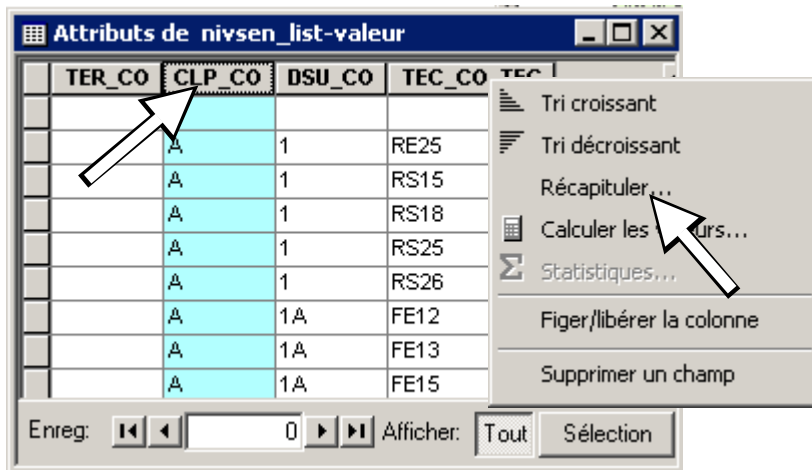 Attributs de nivsen_list-valeur
TER_CO CLP_CO DSU_CO TEC_CO TEC
A 1 RE25
A 1 RS15
A 1 RS18
A 1 RS25
A 1 RS26
A 1A FE12
A 1A FE13
A 1A FE15
Tri croissant
Tri décroissant
Récapituler...
Calculer les
Statistiques...
Figer/libérer la colonne
Supprimer un champ
Enreg: 0 Afficher: Tout Sélection